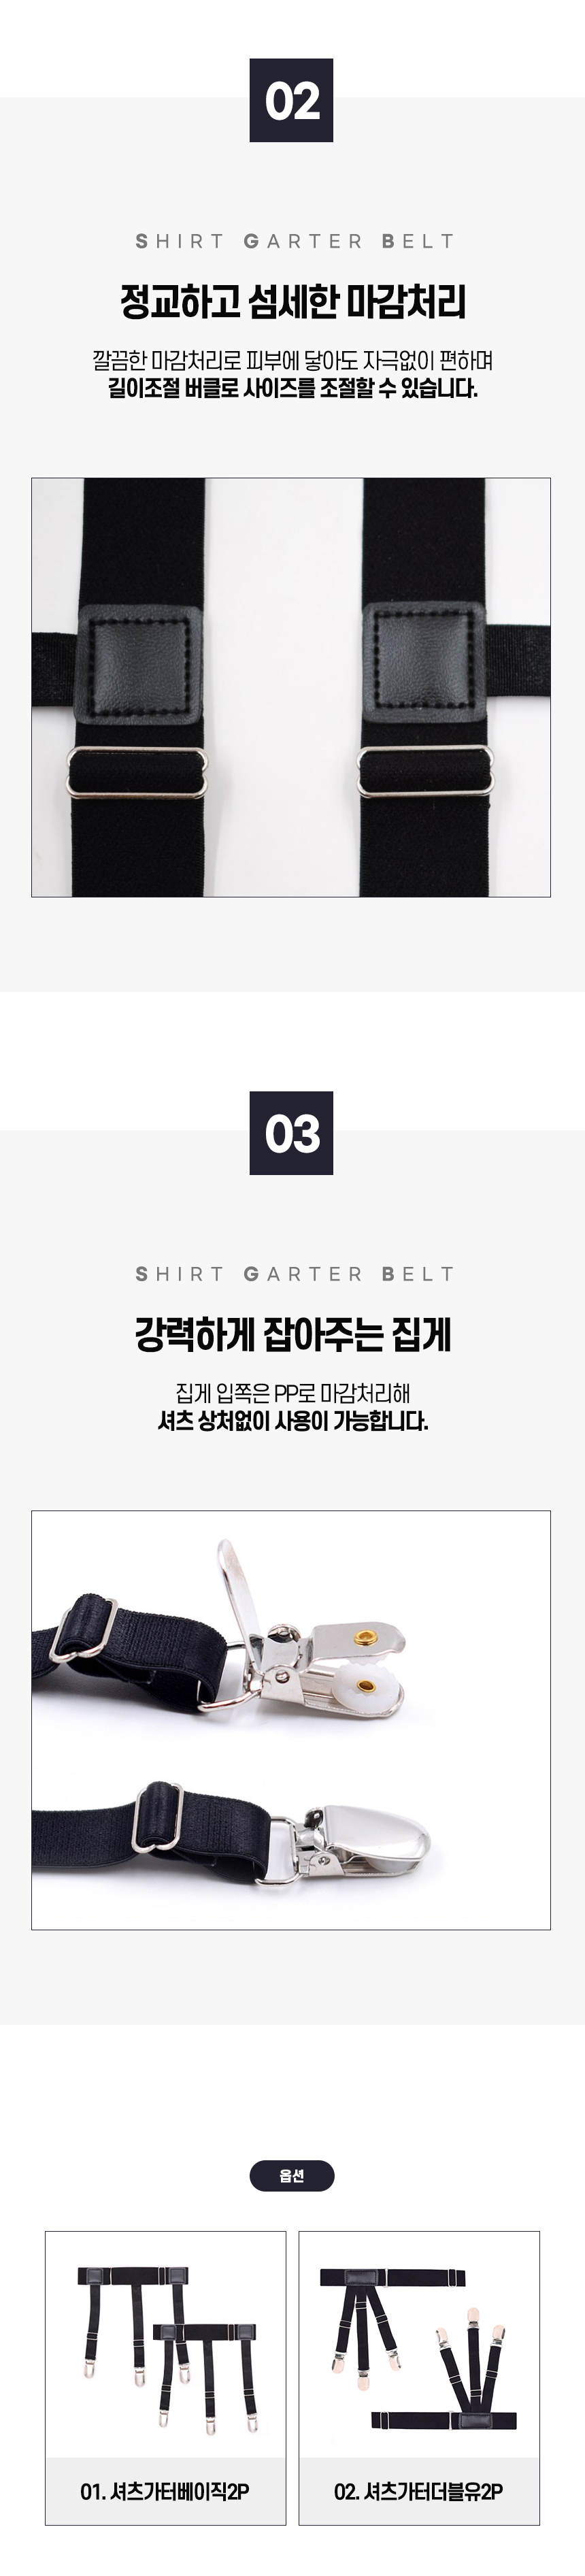 02
SHIRT GARTER BELT
정교하고 섬세한 마감처리
깔끔한 마감처리로 피부에 닿아도 자극없이 편하며
길이조절 버클로 사이즈를 조절할 수 있습니다.
03
SHIRT GARTER BELT
강력하게 잡아주는 집게
집게 입쪽은 PP로 마감처리해
셔츠 상처없이 사용이 가능합니다.
옵션
01. 셔츠가터베이직2P
02. 셔츠가터더블유2P